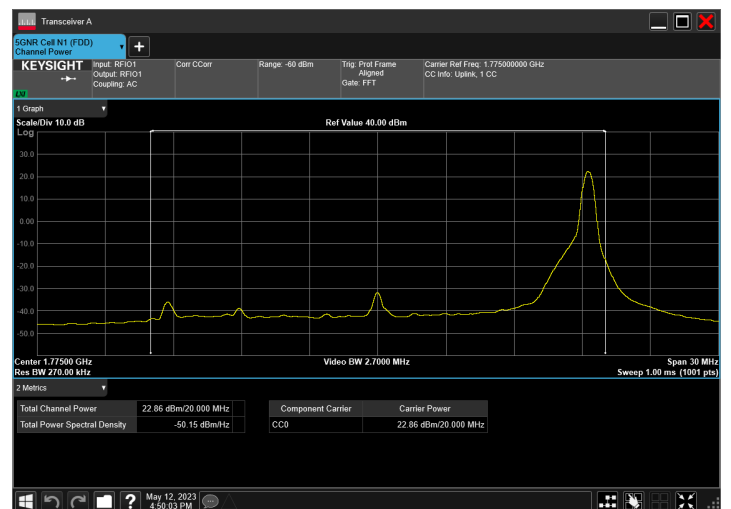 Transceiver A
5GNR Cell N1 (FDD)
Channel Power
+
KEYSIGHT
LXI
Input: RFIO1
Output: RFIO1
Coupling: AC
Corr CCorr
Range: -60 dBm
Trig: Prot Frame
Aligned
Gate: FFT
Carrier Ref Freq: 1.775000000 GHz
CC Info: Uplink, 1 CC
1 Graph
Scale/Div 10.0 dB
Ref Value 40.00 dBm
Log
30.0
20.0
10.0
0.00
-10.0
-20.0
-30.0
-40.0
-50.0
Center 1.77500 GHz
Video BW 2.7000 MHz
Span 30 MHz
Res BW 270.00 kHz
Sweep 1.00 ms (1001 pts)
2 Metrics
Total Channel Power 22.86 dBm/20.000 MHz
Total Power Spectral Density -50.15 dBm/Hz
Component Carrier Carrier Power
CC0 22.86 dBm/20.000 MHz
?
May 12, 2023
4:50:03 PM